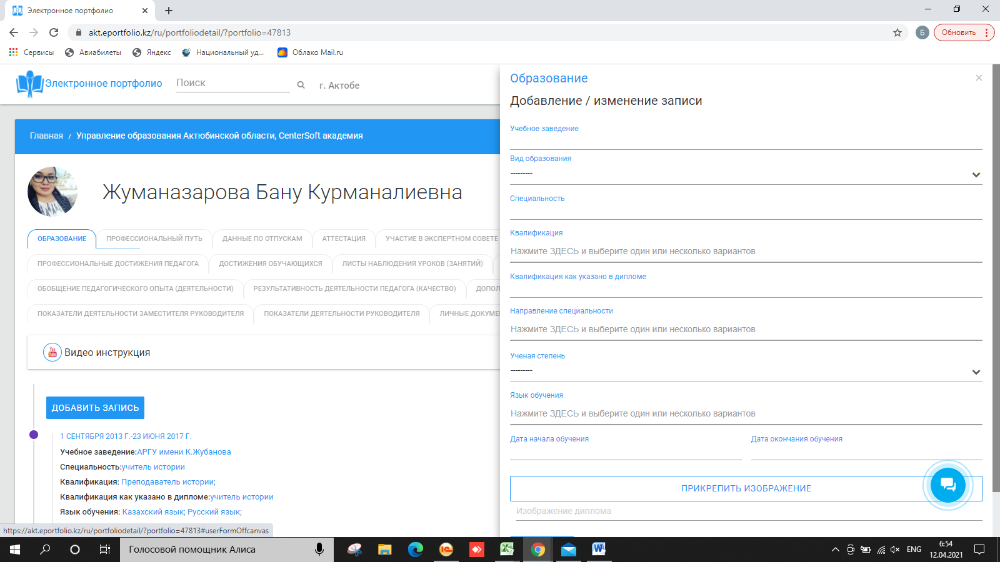 Электронное портфолио
akt.eportfolio.kz/ru/portfoliodetail/?portfolio=47813
Б
Обновить
Сервисы
Авиабилеты
Яндекс
Национальный уд...
Облако Mail.ru
Электронное портфолио
Поиск
г. Актобе
Главная / Управление образования Актюбинской области, CenterSoft академия
Жуманазарова Бану Курманалиевна
ОБРАЗОВАНИЕ
ПРОФЕССИОНАЛЬНЫЙ ПУТЬ
ДАННЫЕ ПО ОТПУСКАМ
АТТЕСТАЦИЯ
УЧАСТИЕ В ЭКСПЕРТНОМ СОВЕТЕ
ПРОФЕССИОНАЛЬНЫЕ ДОСТИЖЕНИЯ ПЕДАГОГА
ДОСТИЖЕНИЯ ОБУЧАЮЩИХСЯ
ЛИСТЫ НАБЛЮДЕНИЯ УРОКОВ (ЗАНЯТИЙ)
ОБОБЩЕНИЕ ПЕДАГОГИЧЕСКОГО ОПЫТА (ДЕЯТЕЛЬНОСТИ)
РЕЗУЛЬТАТИВНОСТЬ ДЕЯТЕЛЬНОСТИ ПЕДАГОГА (КАЧЕСТВО)
ДОПОЛ
ПОКАЗАТЕЛИ ДЕЯТЕЛЬНОСТИ ЗАМЕСТИТЕЛЯ РУКОВОДИТЕЛЯ
ПОКАЗАТЕЛИ ДЕЯТЕЛЬНОСТИ РУКОВОДИТЕЛЯ
ЛИЧНЫЕ ДОКУМЕ
You Tube
Видео инструкция
ДОБАВИТЬ ЗАПИСЬ
1 СЕНТЯБРЯ 2013 Г.-23 ИЮНЯ 2017 Г.
Учебное заведение:АРГУ имени К.Жубанова
Специальность:учитель истории
Квалификация: Преподаватель истории;
Квалификация как указано в дипломе:учитель истории
Язык обучения: Казахский язык; Русский язык;
https://akt.eportfolio.kz/ru/portfoliodetail/?portfolio=47813#userFormOffcanvas
Образование
Добавление / изменение записи
Учебное заведение
Вид образования
---------
Специальность
Квалификация
Нажмите ЗДЕСЬ и выберите один или несколько вариантов
Квалификация как указано в дипломе
Направление специальности
Нажмите ЗДЕСЬ и выберите один или несколько вариантов
Ученая степень
---------
Язык обучения
Нажмите ЗДЕСЬ и выберите один или несколько вариантов
Дата начала обучения
Дата окончания обучения
ПРИКРЕПИТЬ ИЗОБРАЖЕНИЕ
Изображение диплома
Голосовой помощник Алиса
ENG
6:54
12.04.2021